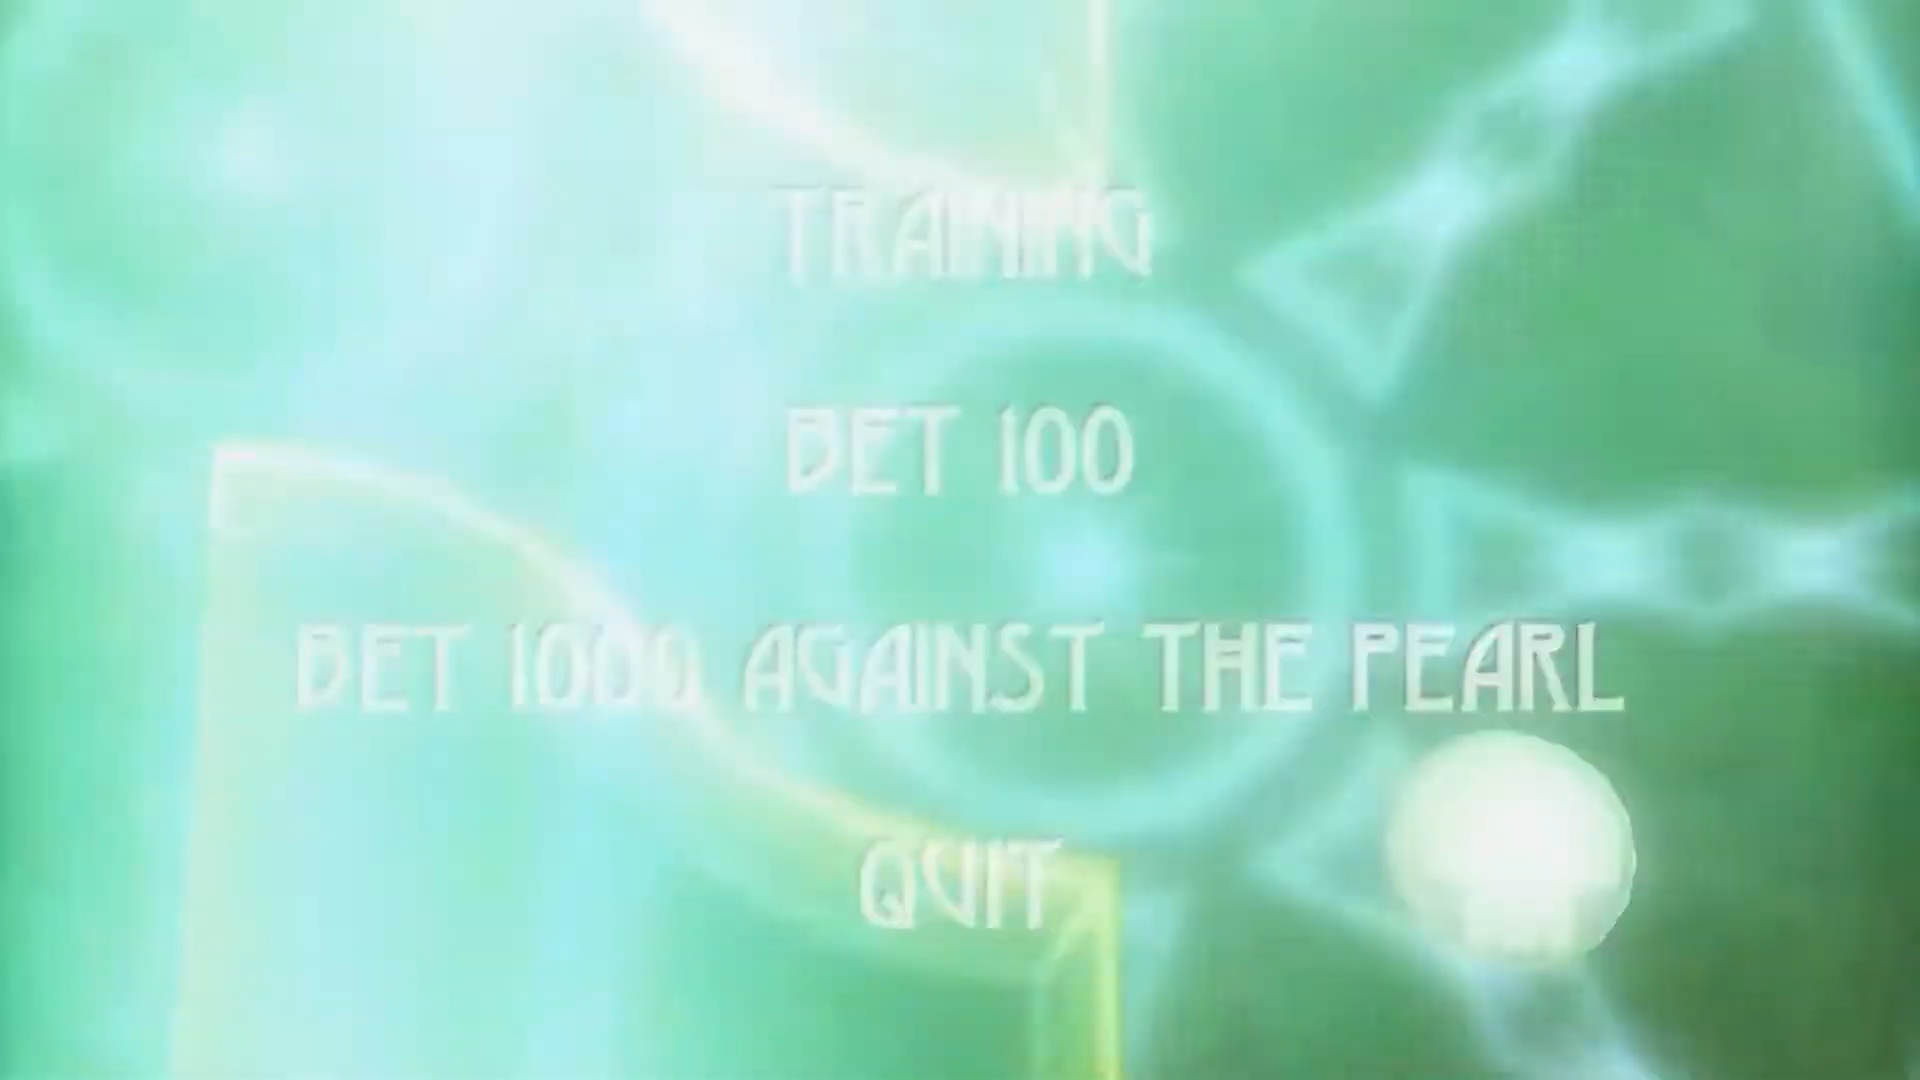 TRAINING
BET 100
BET 1000 AGAINST THE PEARL
QUIT